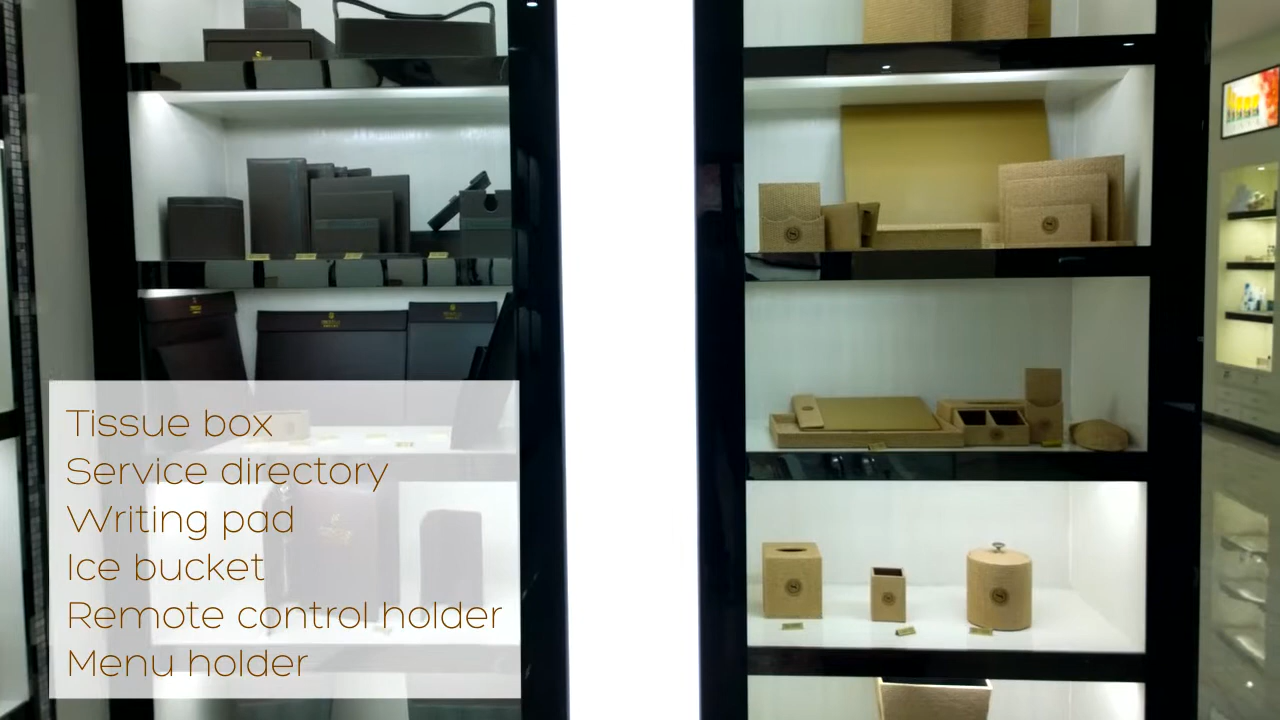 Tissue box
Service directory
Writing pad
Ice bucket
Remote control holder
Menu holder